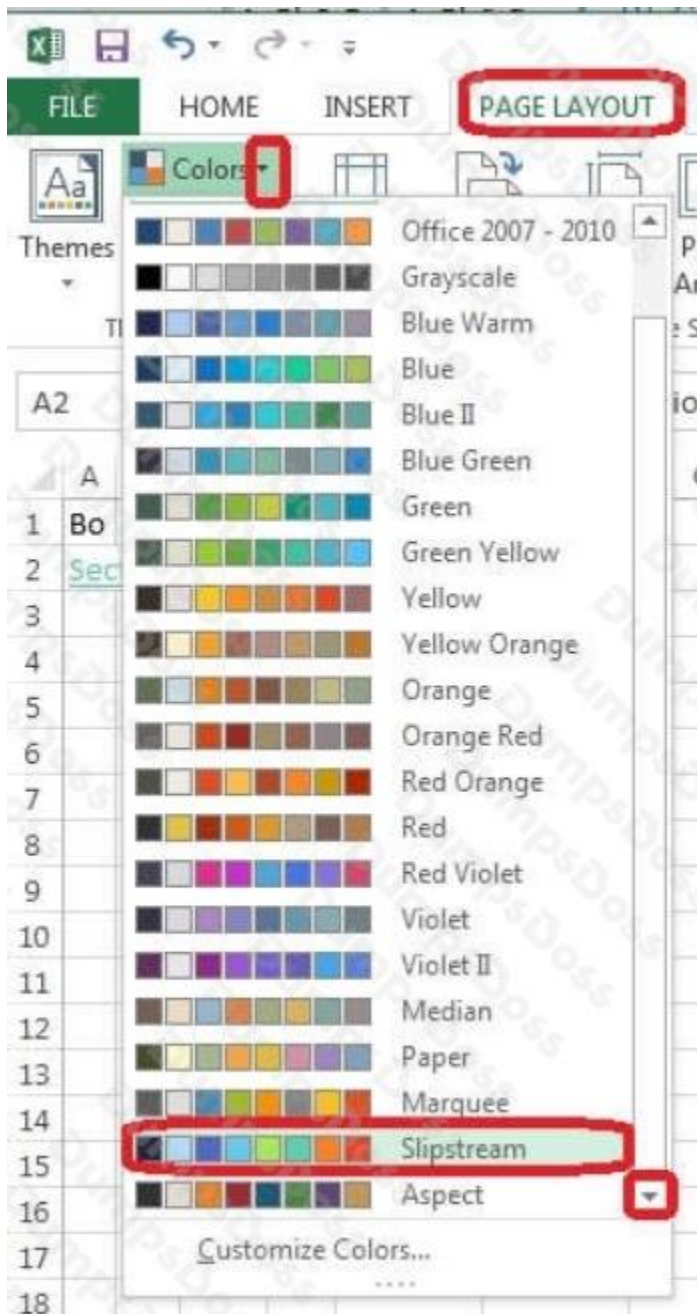 FILE HOME INSERT PAGE LAYOUT
Aa Colors
Themes
Office 2007 - 2010
Grayscale
Blue Warm
Blue
A2
Blue II
Blue Green
A
Green
1 Bo
Green Yellow
2 Sec
Yellow
3
Yellow Orange
4
Orange
5
Orange Red
6
Red Orange
7
Red
8
Red Violet
9
Violet
10
Violet II
11
Median
12
Paper
13
Marquee
14
Slipstream
15
Aspect
16
Customize Colors...
17
18
DumpsDoss